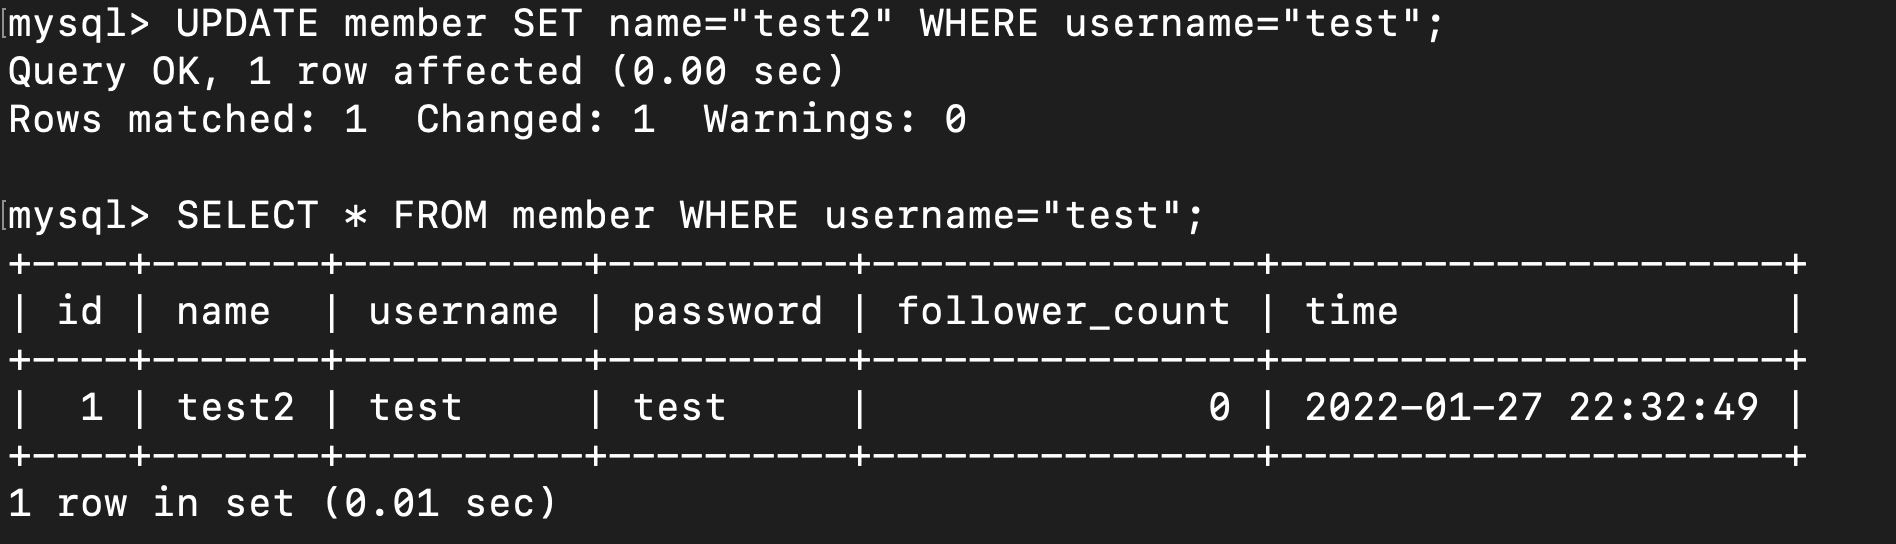 mysql> UPDATE member SET name="test2" WHERE username="test";
Query OK, 1 row affected (0.00 sec)
Rows matched: 1  Changed: 1  Warnings: 0

mysql> SELECT * FROM member WHERE username="test";
+----+-------+----------+----------+----------------+---------------------+
| id | name  | username | password | follower_count | time                |
+----+-------+----------+----------+----------------+---------------------+
|  1 | test2 | test     | test     |              0 | 2022-01-27 22:32:49 |
+----+-------+----------+----------+----------------+---------------------+
1 row in set (0.01 sec)